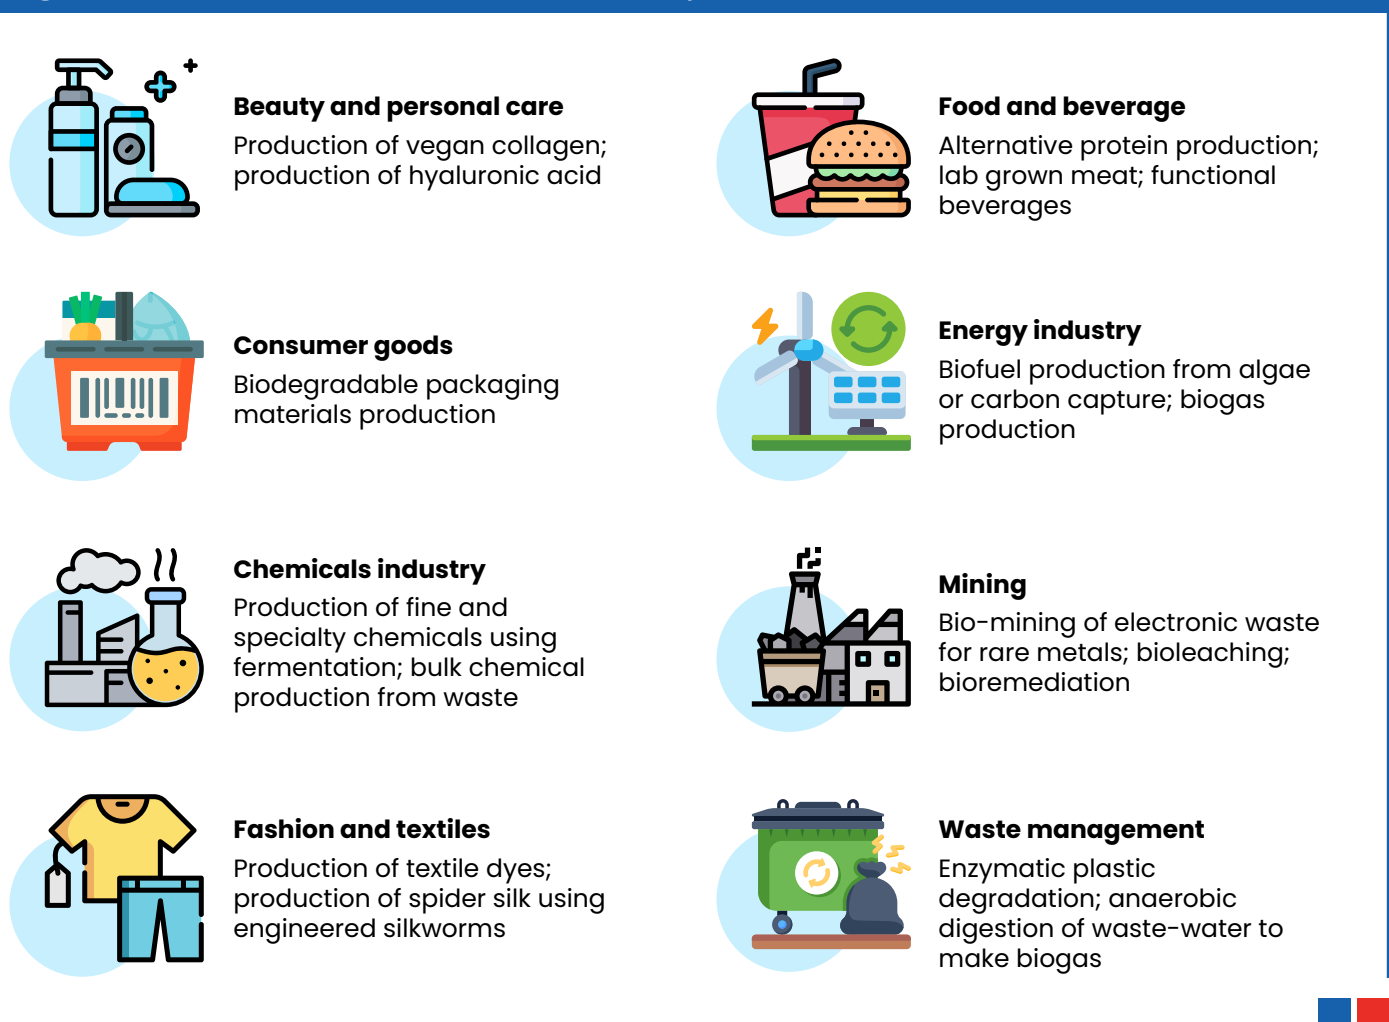 Beauty and personal care
Production of vegan collagen;
production of hyaluronic acid
Food and beverage
Alternative protein production;
lab grown meat; functional
beverages
Consumer goods
Biodegradable packaging
materials production
Energy industry
Biofuel production from algae
or carbon capture; biogas
production
Chemicals industry
Production of fine and
specialty chemicals using
fermentation; bulk chemical
production from waste
Mining
Bio-mining of electronic waste
for rare metals; bioleaching;
bioremediation
Fashion and textiles
Production of textile dyes;
production of spider silk using
engineered silkworms
Waste management
Enzymatic plastic
degradation; anaerobic
digestion of waste-water to
make biogas